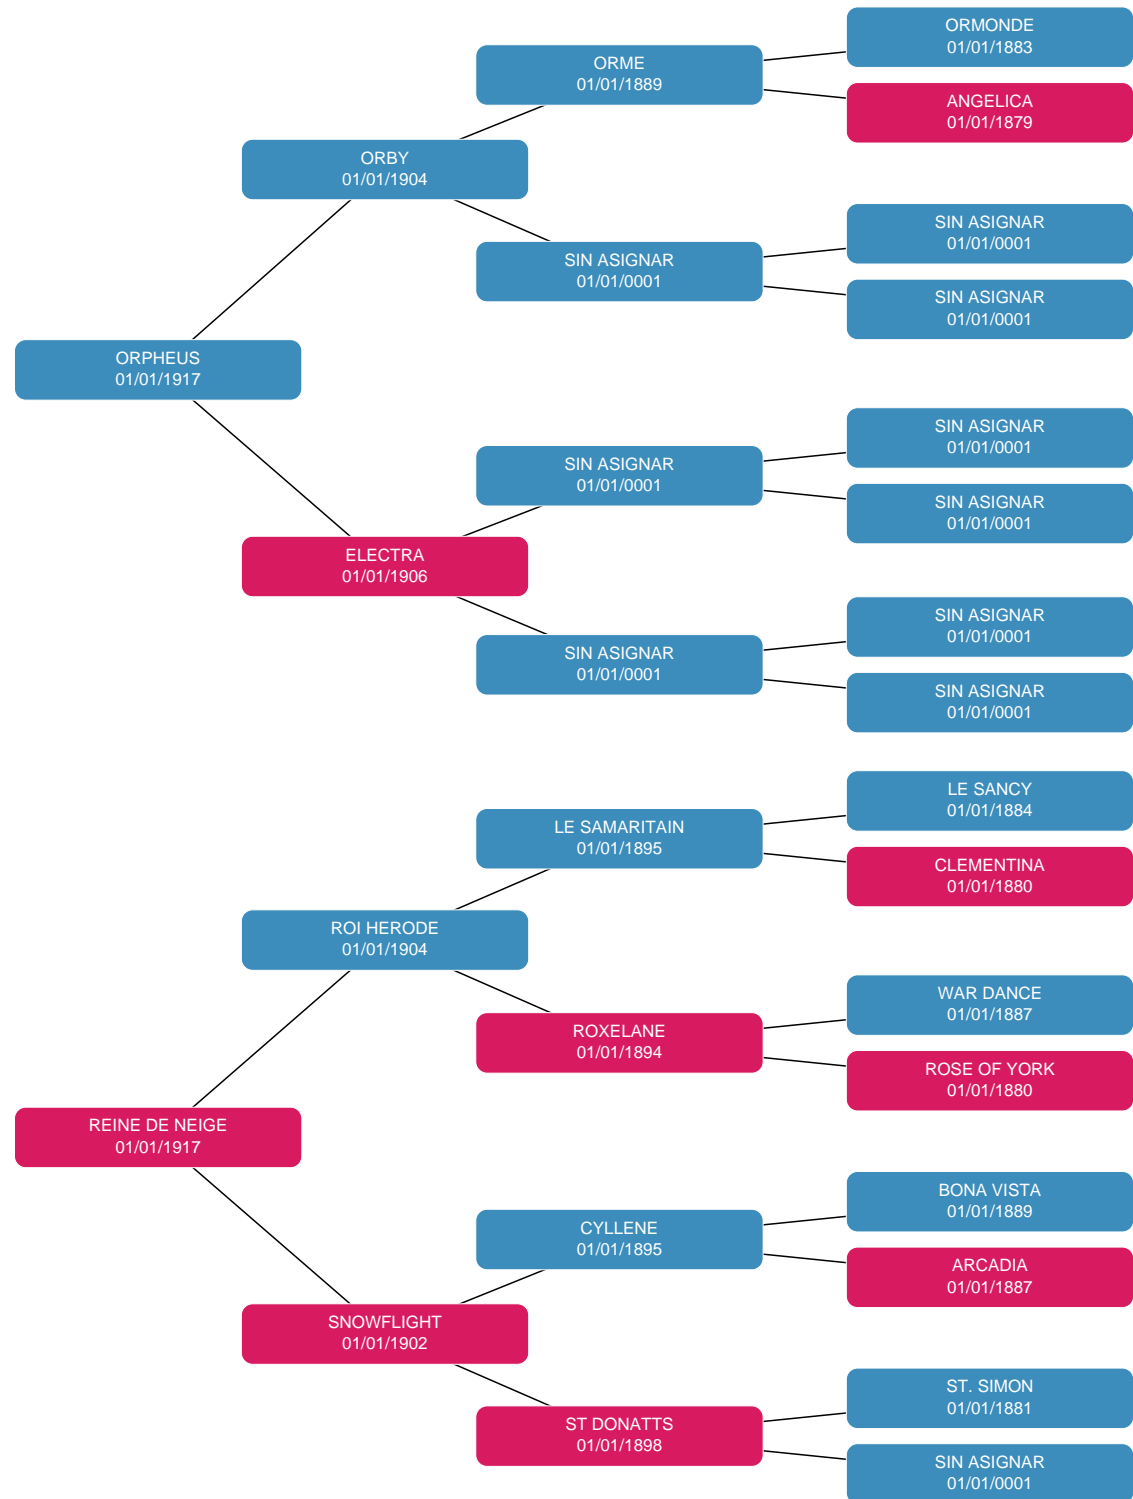 ORMONDE
01/01/1883
ORME
01/01/1889
ANGELICA
01/01/1879
ORBY
01/01/1904
SIN ASIGNAR
01/01/0001
SIN ASIGNAR
01/01/0001
SIN ASIGNAR
01/01/0001
ORPHEUS
01/01/1917
SIN ASIGNAR
01/01/0001
SIN ASIGNAR
01/01/0001
SIN ASIGNAR
01/01/0001
ELECTRA
01/01/1906
SIN ASIGNAR
01/01/0001
SIN ASIGNAR
01/01/0001
SIN ASIGNAR
01/01/0001
LE SANCY
01/01/1884
LE SAMARITAIN
01/01/1895
CLEMENTINA
01/01/1880
ROI HERODE
01/01/1904
WAR DANCE
01/01/1887
ROXELANE
01/01/1894
ROSE OF YORK
01/01/1880
REINE DE NEIGE
01/01/1917
BONA VISTA
01/01/1889
CYLLENE
01/01/1895
ARCADIA
01/01/1887
SNOWFLIGHT
01/01/1902
ST. SIMON
01/01/1881
ST DONATTS
01/01/1898
SIN ASIGNAR
01/01/0001